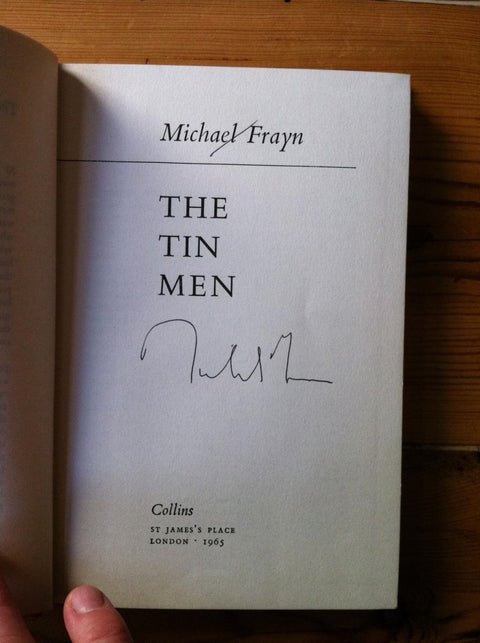 Michael Frayn
THE
TIN
MEN
Collins
ST JAMES'S PLACE
LONDON · 1965